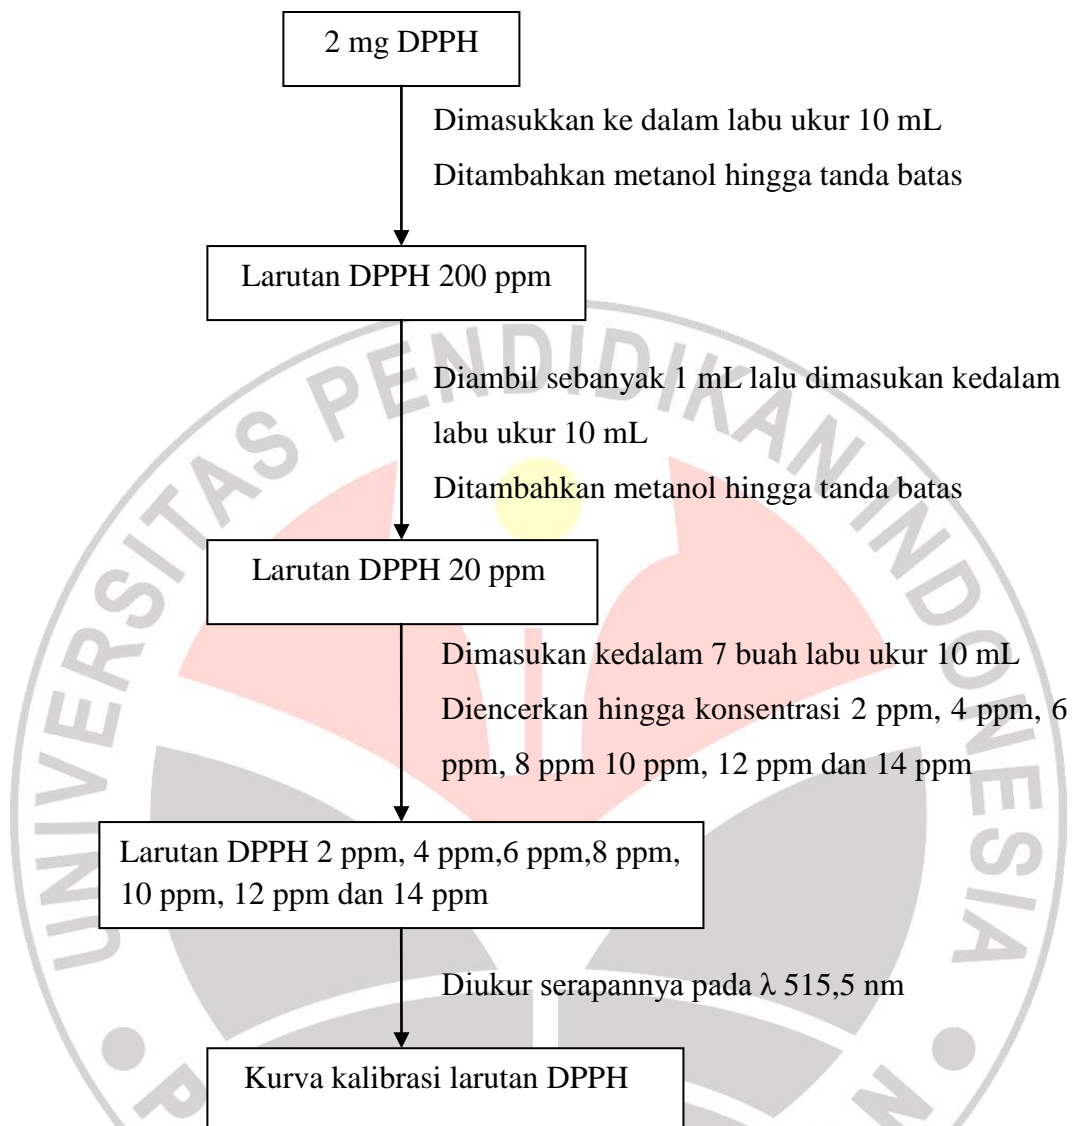 2 mg DPPH
Dimasukkan ke dalam labu ukur 10 mL
Ditambahkan metanol hingga tanda batas
Larutan DPPH 200 ppm
Diambil sebanyak 1 mL lalu dimasukan kedalam
labu ukur 10 mL
Ditambahkan metanol hingga tanda batas
Larutan DPPH 20 ppm
Dimasukan kedalam 7 buah labu ukur 10 mL
Diencerkan hingga konsentrasi 2 ppm, 4 ppm, 6
ppm, 8 ppm 10 ppm, 12 ppm dan 14 ppm
Larutan DPPH 2 ppm, 4 ppm,6 ppm,8 ppm,
10 ppm, 12 ppm dan 14 ppm
Diukur serapannya pada λ 515,5 nm
Kurva kalibrasi larutan DPPH
UNIVERSITAS PENDIDIKAN INDONESIA